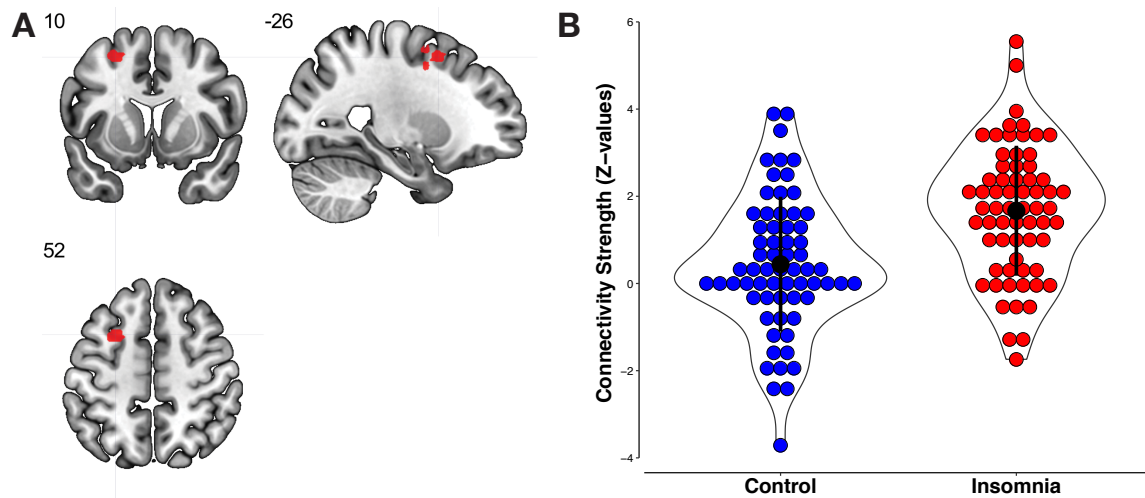 A
10
-26
52
B
Connectivity Strength (Z−values)
6
4
2
0
−2
−4
Control
Insomnia